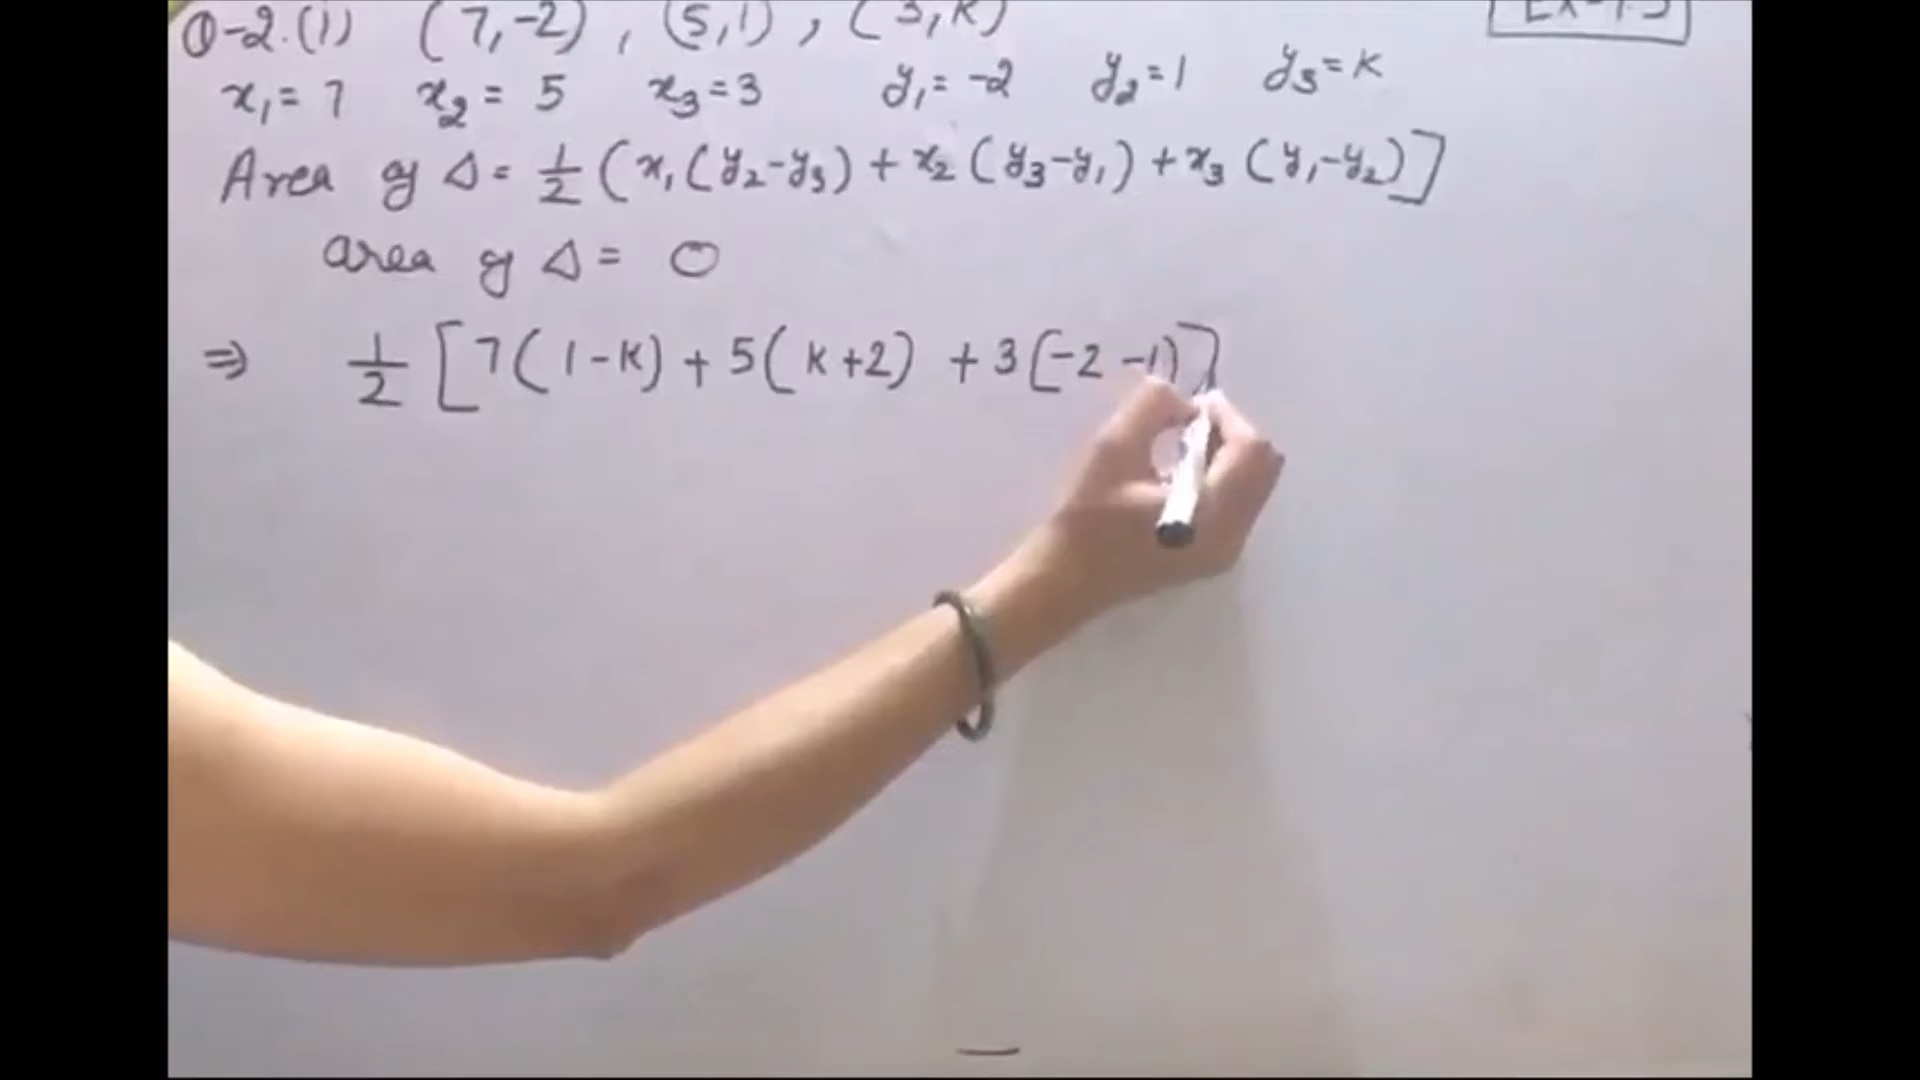 Q-2.(i) (7,-2), (5,1), (3,K)
x₁= 7 x₂= 5 x₃=3 y₁= -2 y₂=1 y₃=K
Area of Δ= 1/2 (x₁(y₂-y₃)+x₂(y₃-y₁)+x₃(y₁-y₂)]
area of Δ= 0
⇒ 1/2 [7(1-K)+5(K+2)+3(-2-1)]